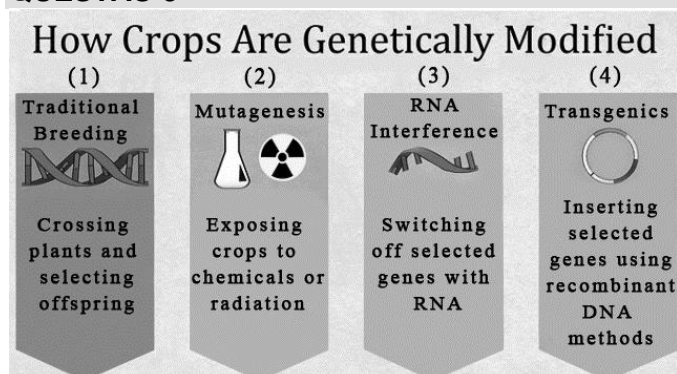 How Crops Are Genetically Modified
(1)
Traditional
Breeding
Crossing
plants and
selecting
offspring
(2)
Mutagenesis
Exposing
crops to
chemicals or
radiation
(3)
RNA
Interference
Switching
off selected
genes with
RNA
(4)
Transgenics
Inserting
selected
genes using
recombinant
DNA
methods